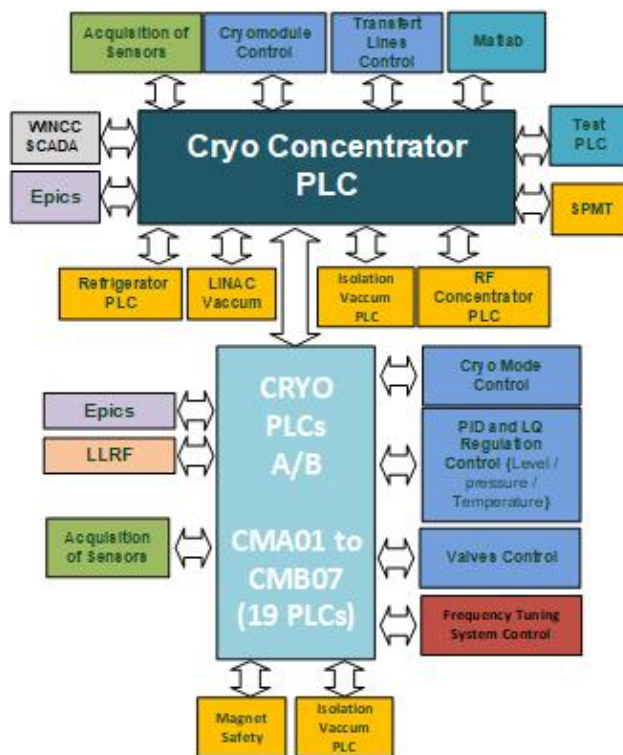 Acquisition of
Sensors
Cryomodule
Control
Transfert
Lines
Control
Matlab
WINCC
SCADA
Epics
Cryo Concentrator
PLC
Test
PLC
SPMT
Refrigerator
PLC
LINAC
Vaccum
Isolation
Vaccum
PLC
RF
Concentrator
PLC
CRYO
PLCs
A/B
CMA01 to
CMB07
(19 PLCs)
Epics
LLRF
Acquisition
of Sensors
Cryo Mode
Control
PID and LQ
Regulation
Control (Level /
pressure /
Temperature)
Valves Control
Frequency Tuning
System Control
Magnet
Safety
Isolation
Vaccum
PLC